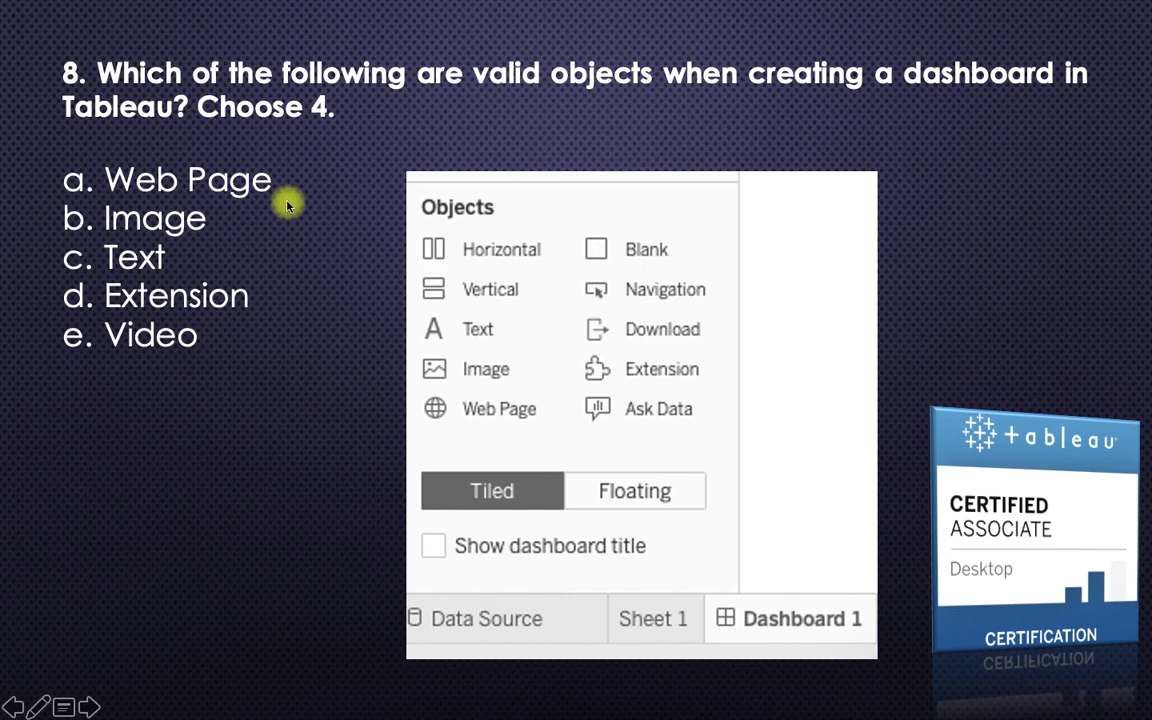 8. Which of the following are valid objects when creating a dashboard in
Tableau? Choose 4.
a. Web Page
b. Image
c. Text
d. Extension
e. Video
Objects
Horizontal
Blank
Vertical
Navigation
Text
Download
Image
Extension
Web Page
Ask Data
Tiled
Floating
Show dashboard title
Data Source
Sheet 1
Dashboard 1
+ableau
CERTIFIED
ASSOCIATE
Desktop
CERTIFICATION